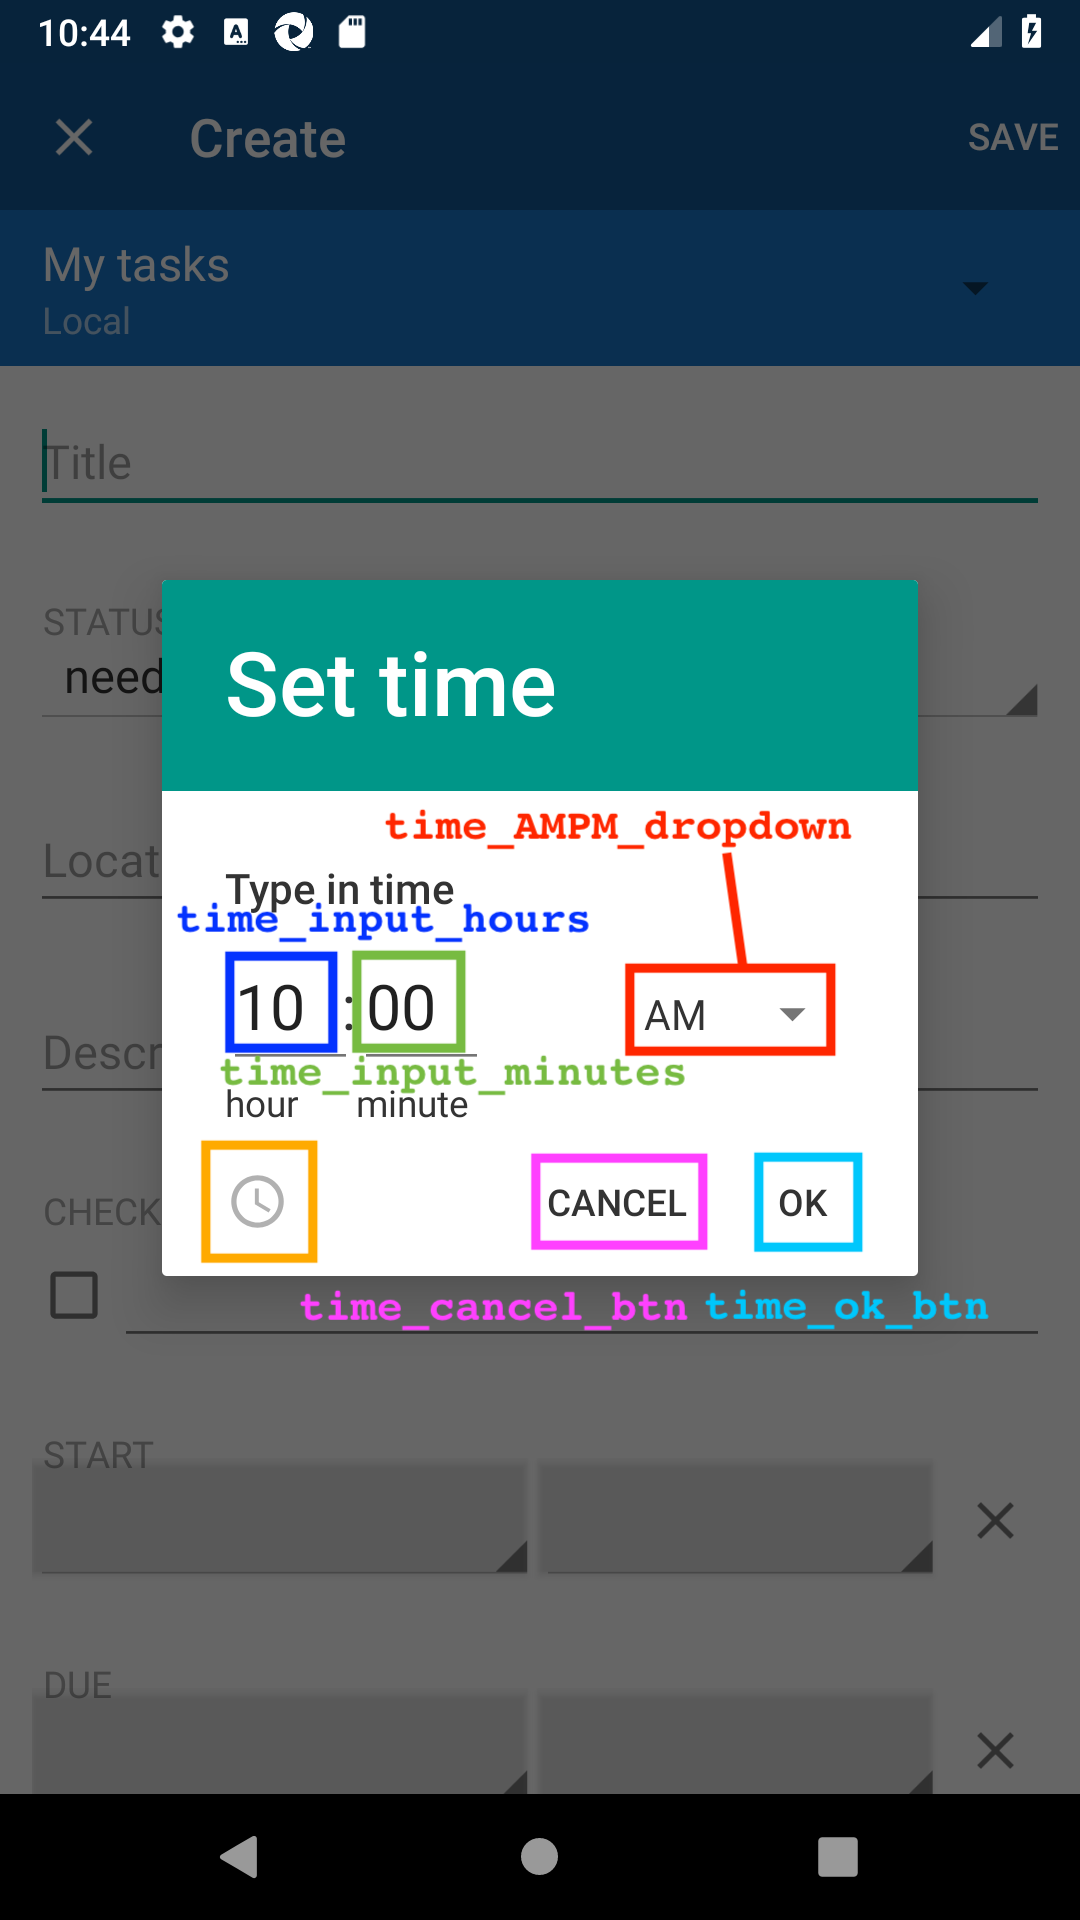 10:44
Create
SAVE
My tasks
Local
Title
STATUS
need
Set time
time_AMPM_dropdown
Locat
Type in time
time_input_hours
10 : 00
AM
Descr
time_input_minutes
hour minute
CHECK
CANCEL
OK
time_cancel_btn time_ok_btn
START
DUE